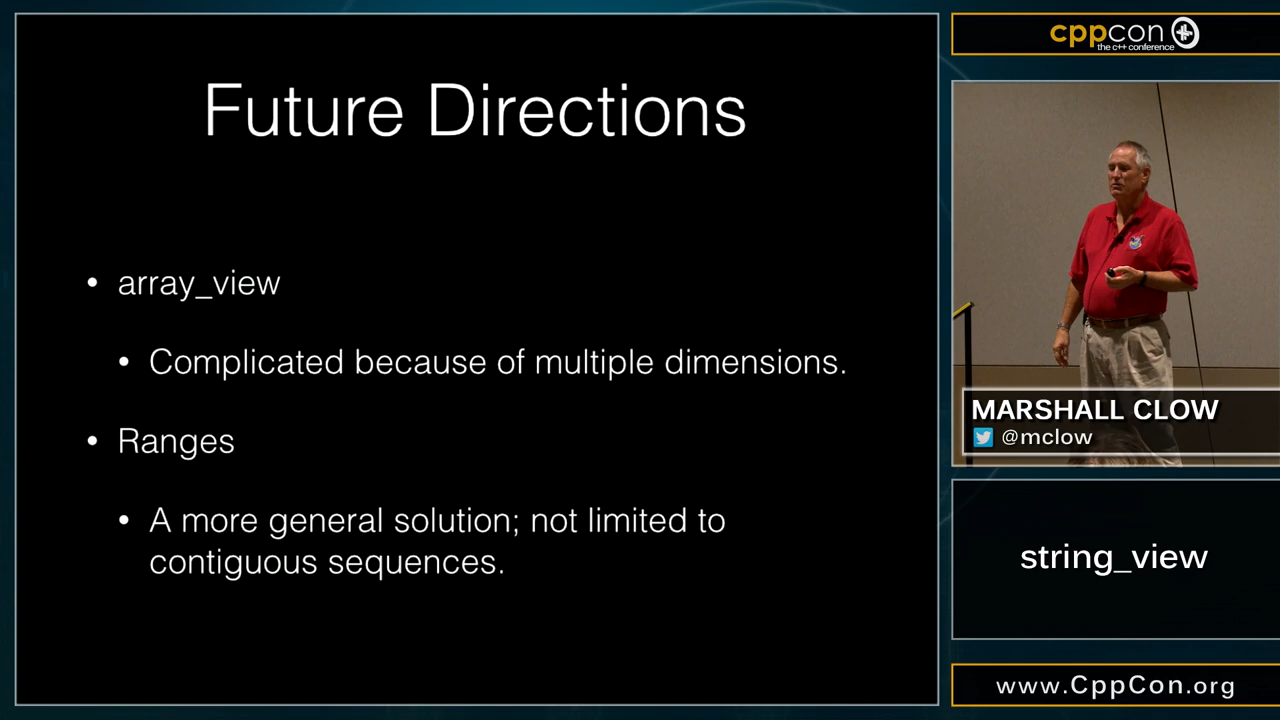 Future Directions
• array_view
• Complicated because of multiple dimensions.
• Ranges
• A more general solution; not limited to
contiguous sequences.
cppcon
the c++ conference
MARSHALL CLOW
@mclow
string_view
www.CppCon.org